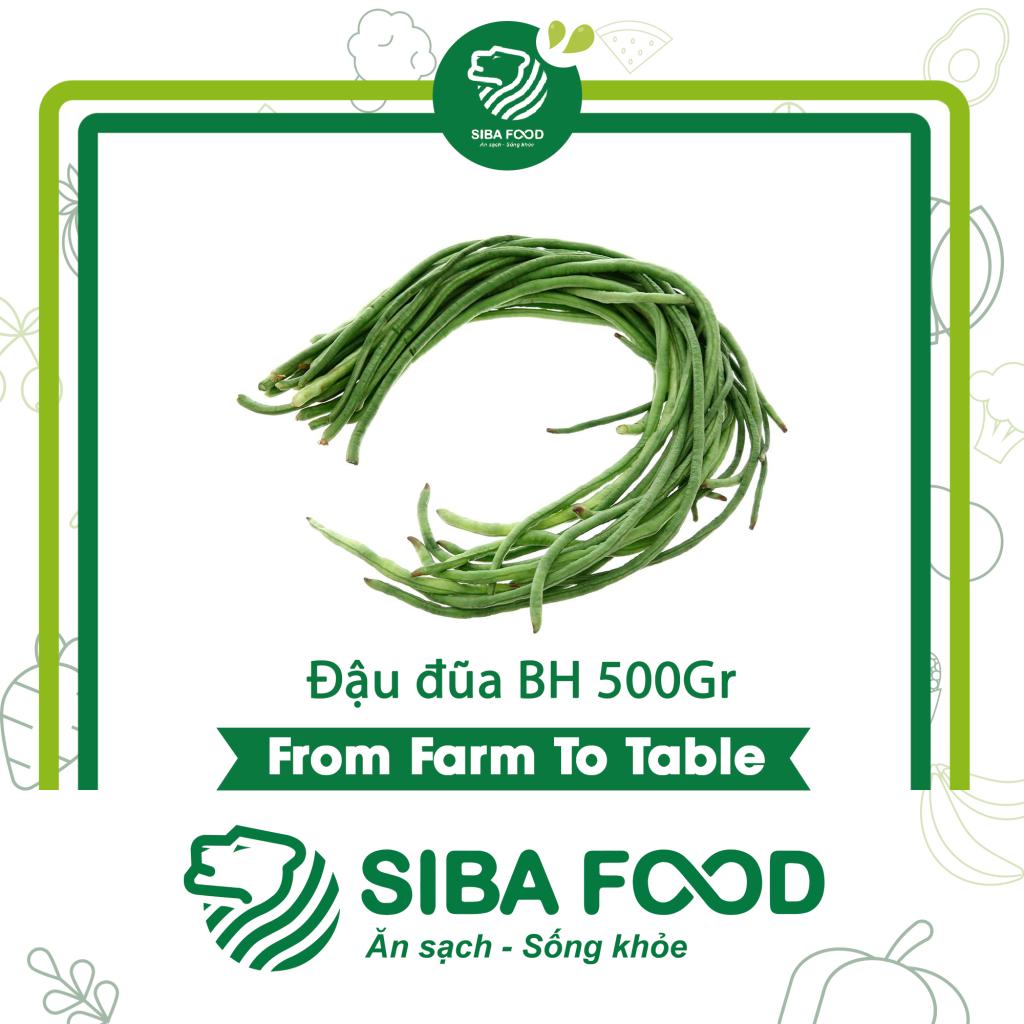 SIBA FOOD
Ăn sạch - Sống khỏe
Đậu đũa BH 500Gr
From Farm To Table
SIBA FOOD
Ăn sạch - Sống khỏe